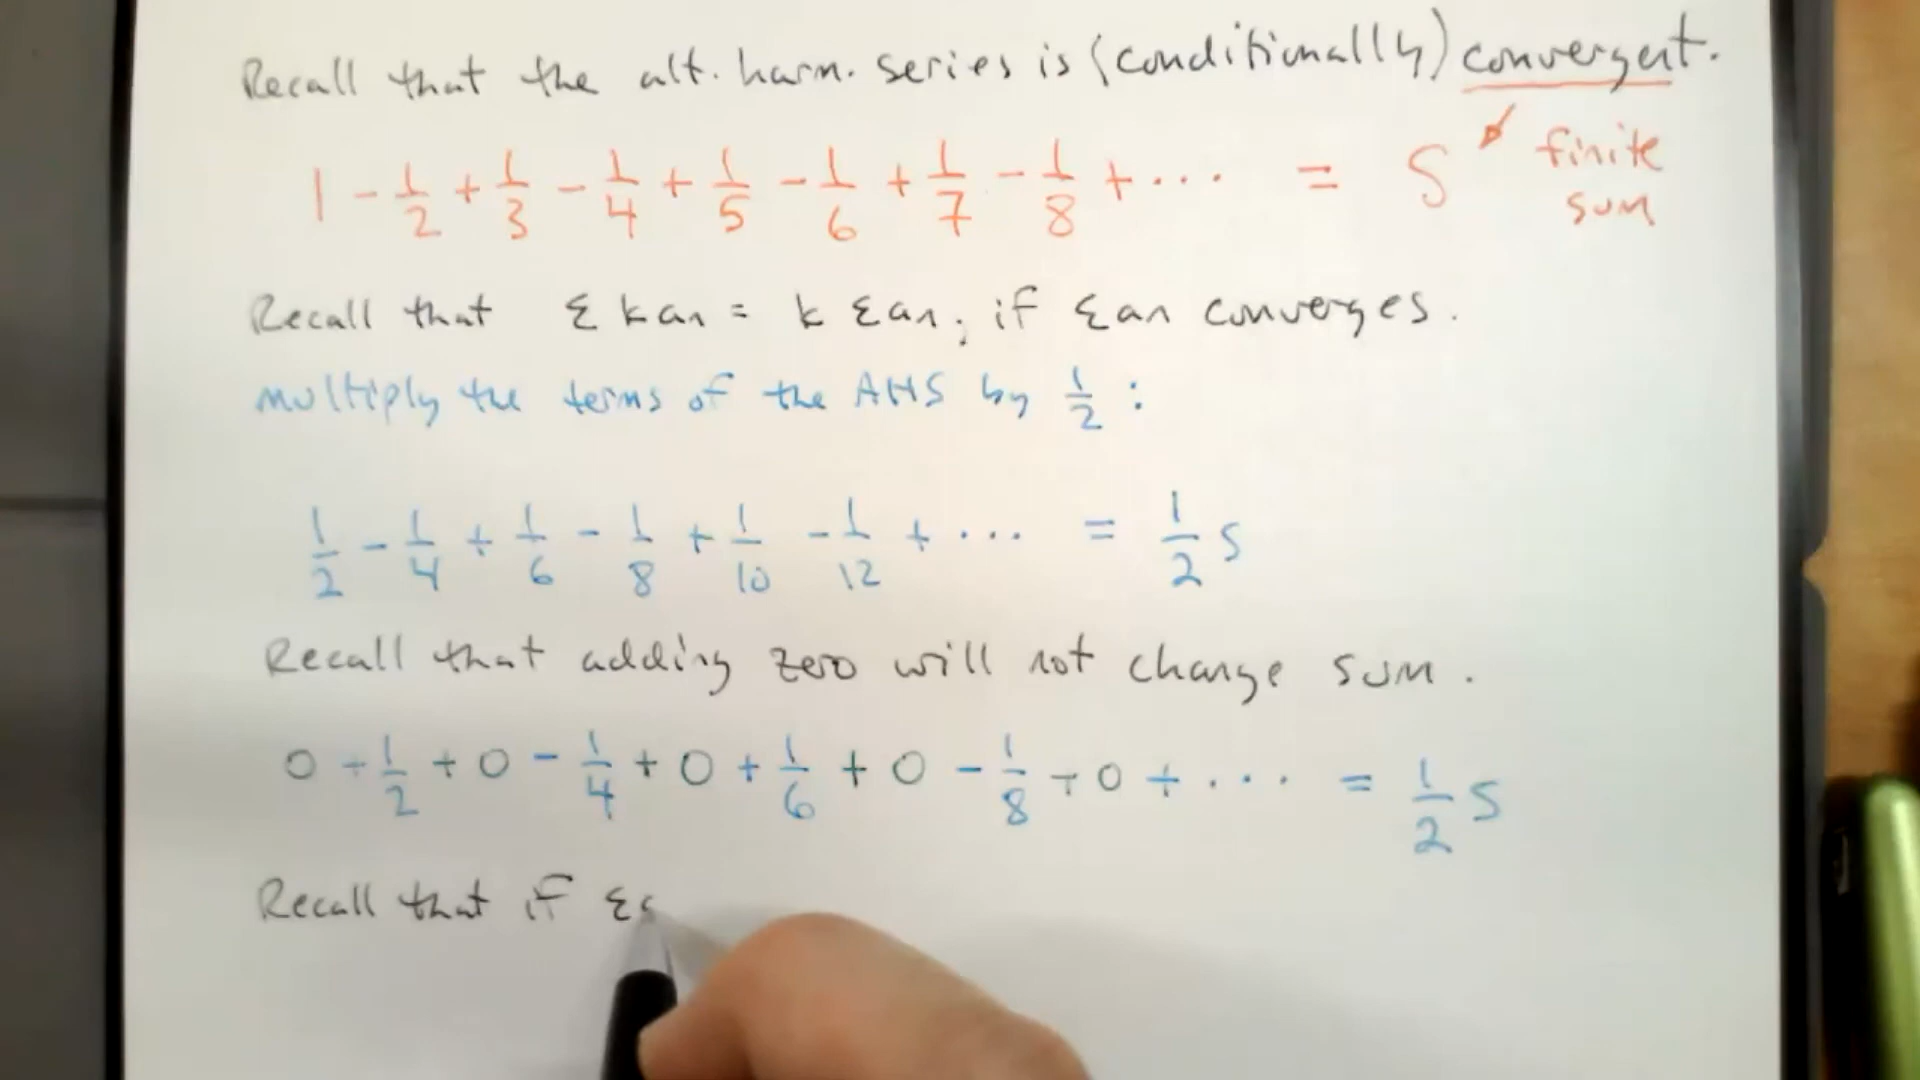 Recall that the alt. harm. series is (conditionally) convergent.
1 - 1/2 + 1/3 - 1/4 + 1/5 - 1/6 + 1/7 - 1/8 + ··· = S finite sum
Recall that Σ k an = k Σ an, if Σ an converges.
multiply the terms of the AHS by 1/2 :
1/2 - 1/4 + 1/6 - 1/8 + 1/10 - 1/12 + ··· = 1/2 S
Recall that adding zero will not change sum.
0 + 1/2 + 0 - 1/4 + 0 + 1/6 + 0 - 1/8 + 0 + ··· = 1/2 S
Recall that if Σ